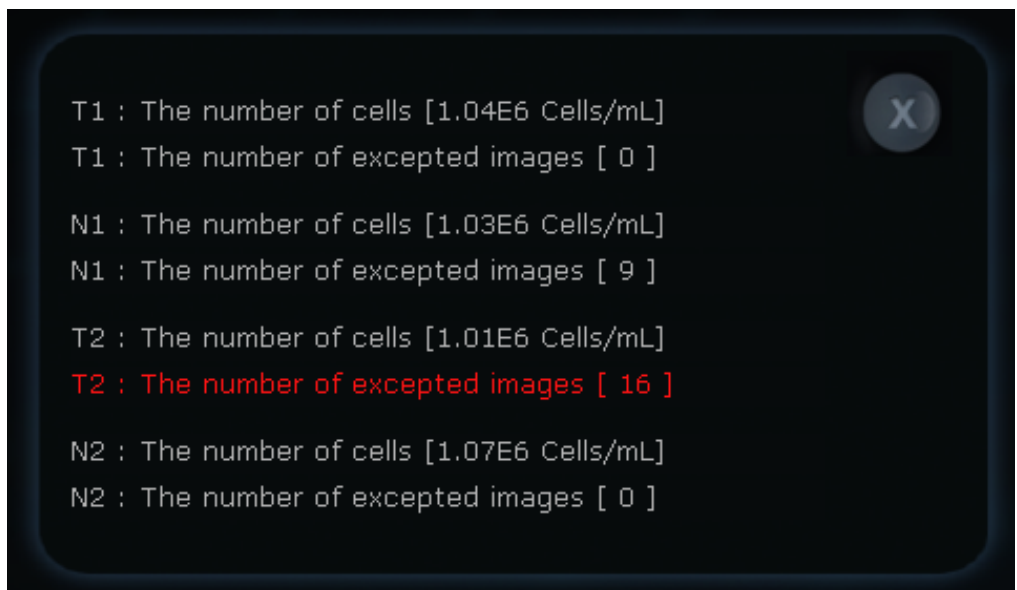 T1 : The number of cells [1.04E6 Cells/mL]
X
T1 : The number of excepted images [ 0 ]
N1 : The number of cells [1.03E6 Cells/mL]
N1 : The number of excepted images [ 9 ]
T2 : The number of cells [1.01E6 Cells/mL]
T2 : The number of excepted images [ 16 ]
N2 : The number of cells [1.07E6 Cells/mL]
N2 : The number of excepted images [ 0 ]